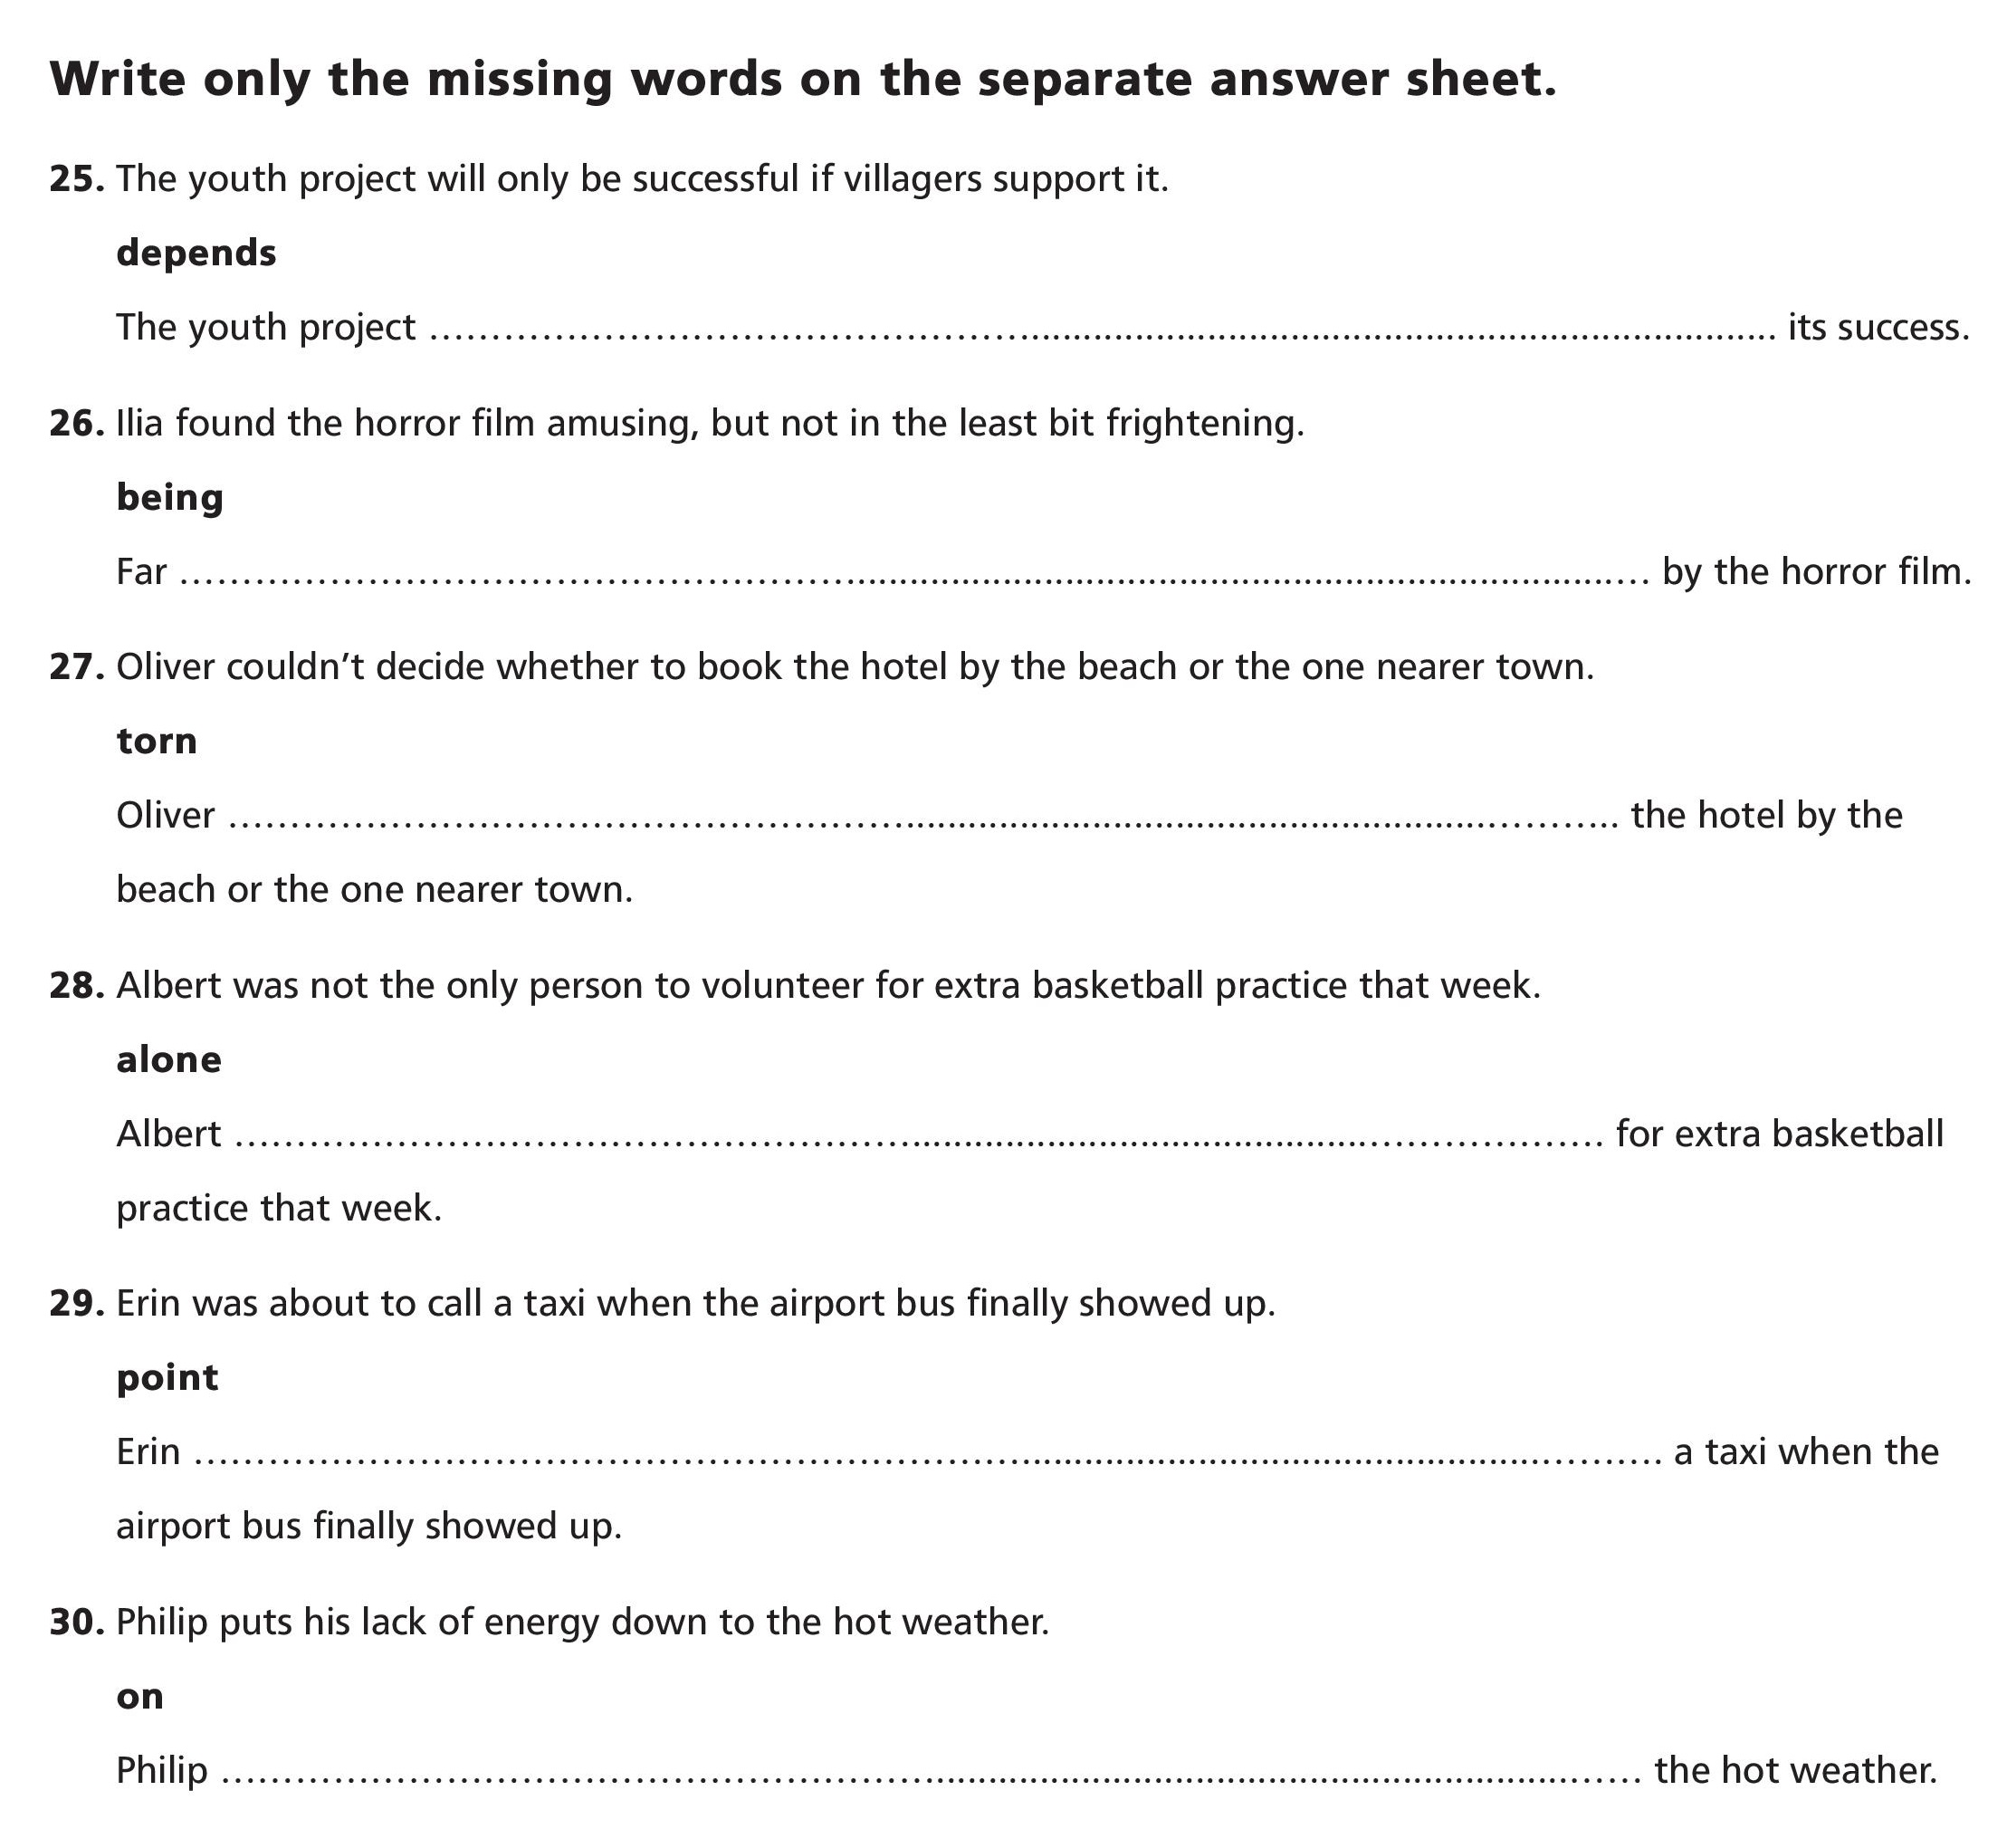 Write only the missing words on the separate answer sheet.
25. The youth project will only be successful if villagers support it.
depends
The youth project ........................................................................ its success.
26. Ilia found the horror film amusing, but not in the least bit frightening.
being
Far ........................................................................ by the horror film.
27. Oliver couldn’t decide whether to book the hotel by the beach or the one nearer town.
torn
Oliver ........................................................................ the hotel by the
beach or the one nearer town.
28. Albert was not the only person to volunteer for extra basketball practice that week.
alone
Albert ........................................................................ for extra basketball
practice that week.
29. Erin was about to call a taxi when the airport bus finally showed up.
point
Erin ........................................................................ a taxi when the
airport bus finally showed up.
30. Philip puts his lack of energy down to the hot weather.
on
Philip ........................................................................ the hot weather.